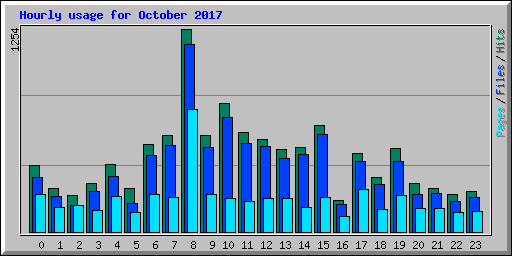 Hourly usage for October 2017
1254
Pages/Files/Hits
0 1 2 3 4 5 6 7 8 9 10 11 12 13 14 15 16 17 18 19 20 21 22 23